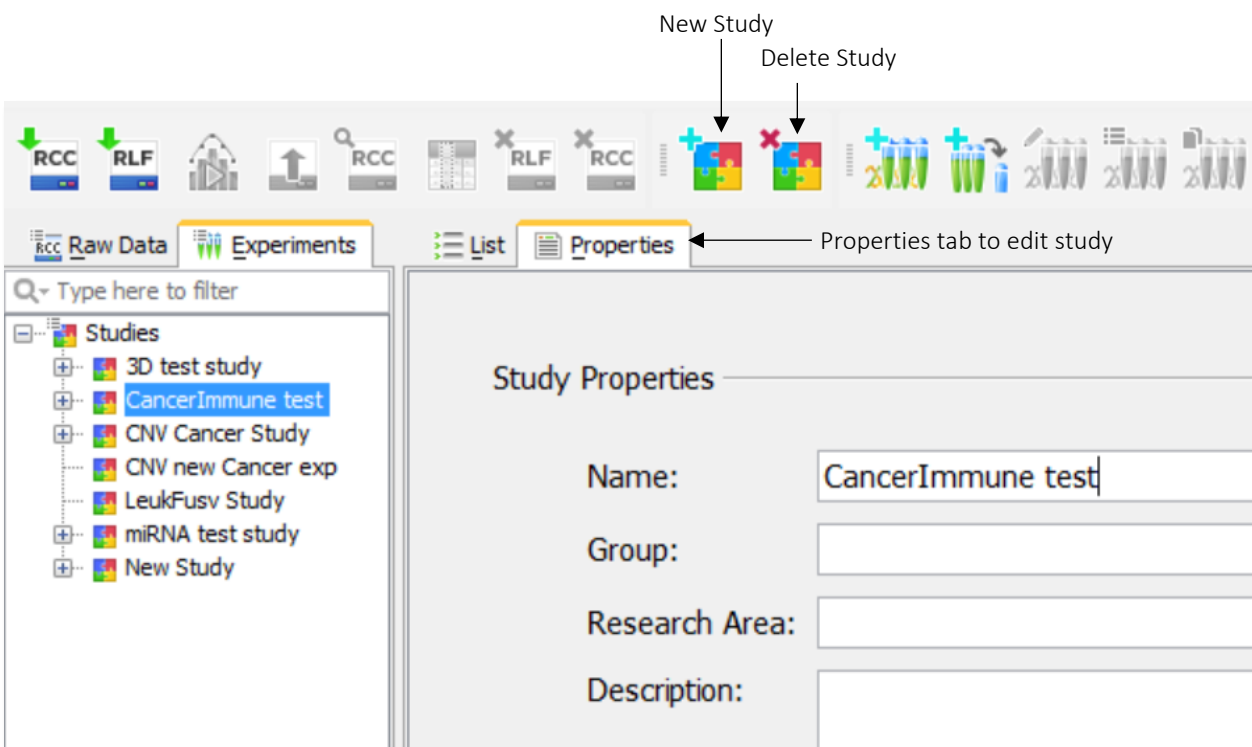 New Study
Delete Study
RCC RLF RCC RLF RCC
RCC Raw Data Experiments List Properties Properties tab to edit study
Type here to filter
Studies
3D test study
CancerImmune test
CNV Cancer Study
CNV new Cancer exp
LeukFusv Study
miRNA test study
New Study
Study Properties
Name: CancerImmune test
Group:
Research Area:
Description: